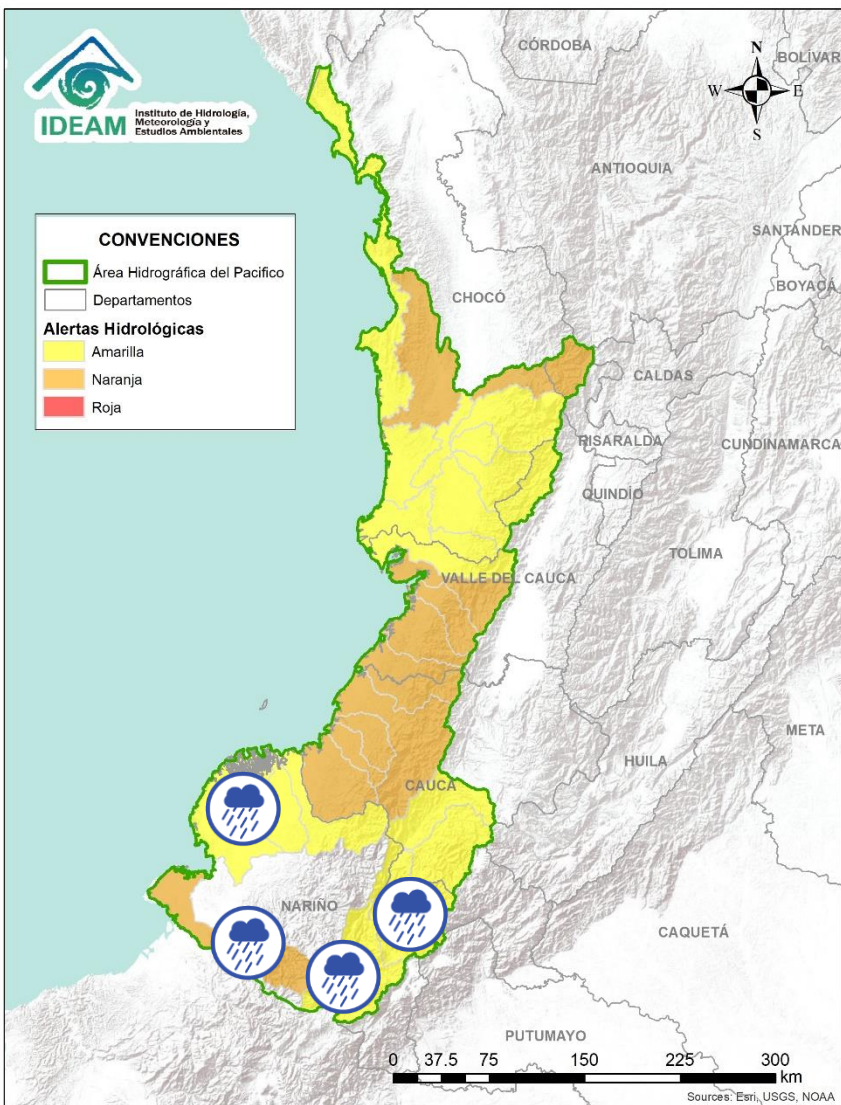 IDEAM
Instituto de Hidrología,
Meteorología y
Estudios Ambientales
N
W
E
S
CÓRDOBA
BOLÍVAR
ANTIOQUIA
SANTANDER
BOYACÁ
CHOCÓ
CALDAS
RISARALDA
CUNDINAMARCA
QUINDÍO
TOLIMA
VALLE DEL CAUCA
META
HUILA
CAUCA
NARIÑO
CAQUETÁ
PUTUMAYO
CONVENCIONES
Área Hidrográfica del Pacifico
Departamentos
Alertas Hidrológicas
Amarilla
Naranja
Roja
0 37.5 75 150 225 300
km
Sources: Esri, USGS, NOAA